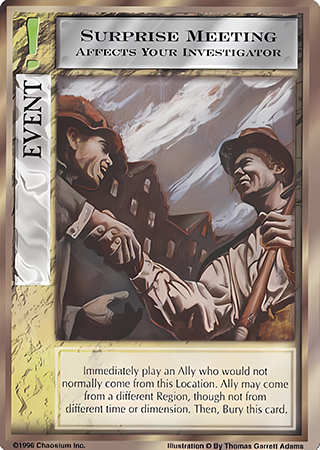 SURPRISE MEETING
AFFECTS YOUR INVESTIGATOR
EVENT!
Immediately play an Ally who would not
normally come from this Location. Ally may
come from a different Region, though not from
different time or dimension. Then, Bury this card.
©1996 Chaosium Inc.
Illustration © By Thomas Garrett Adams